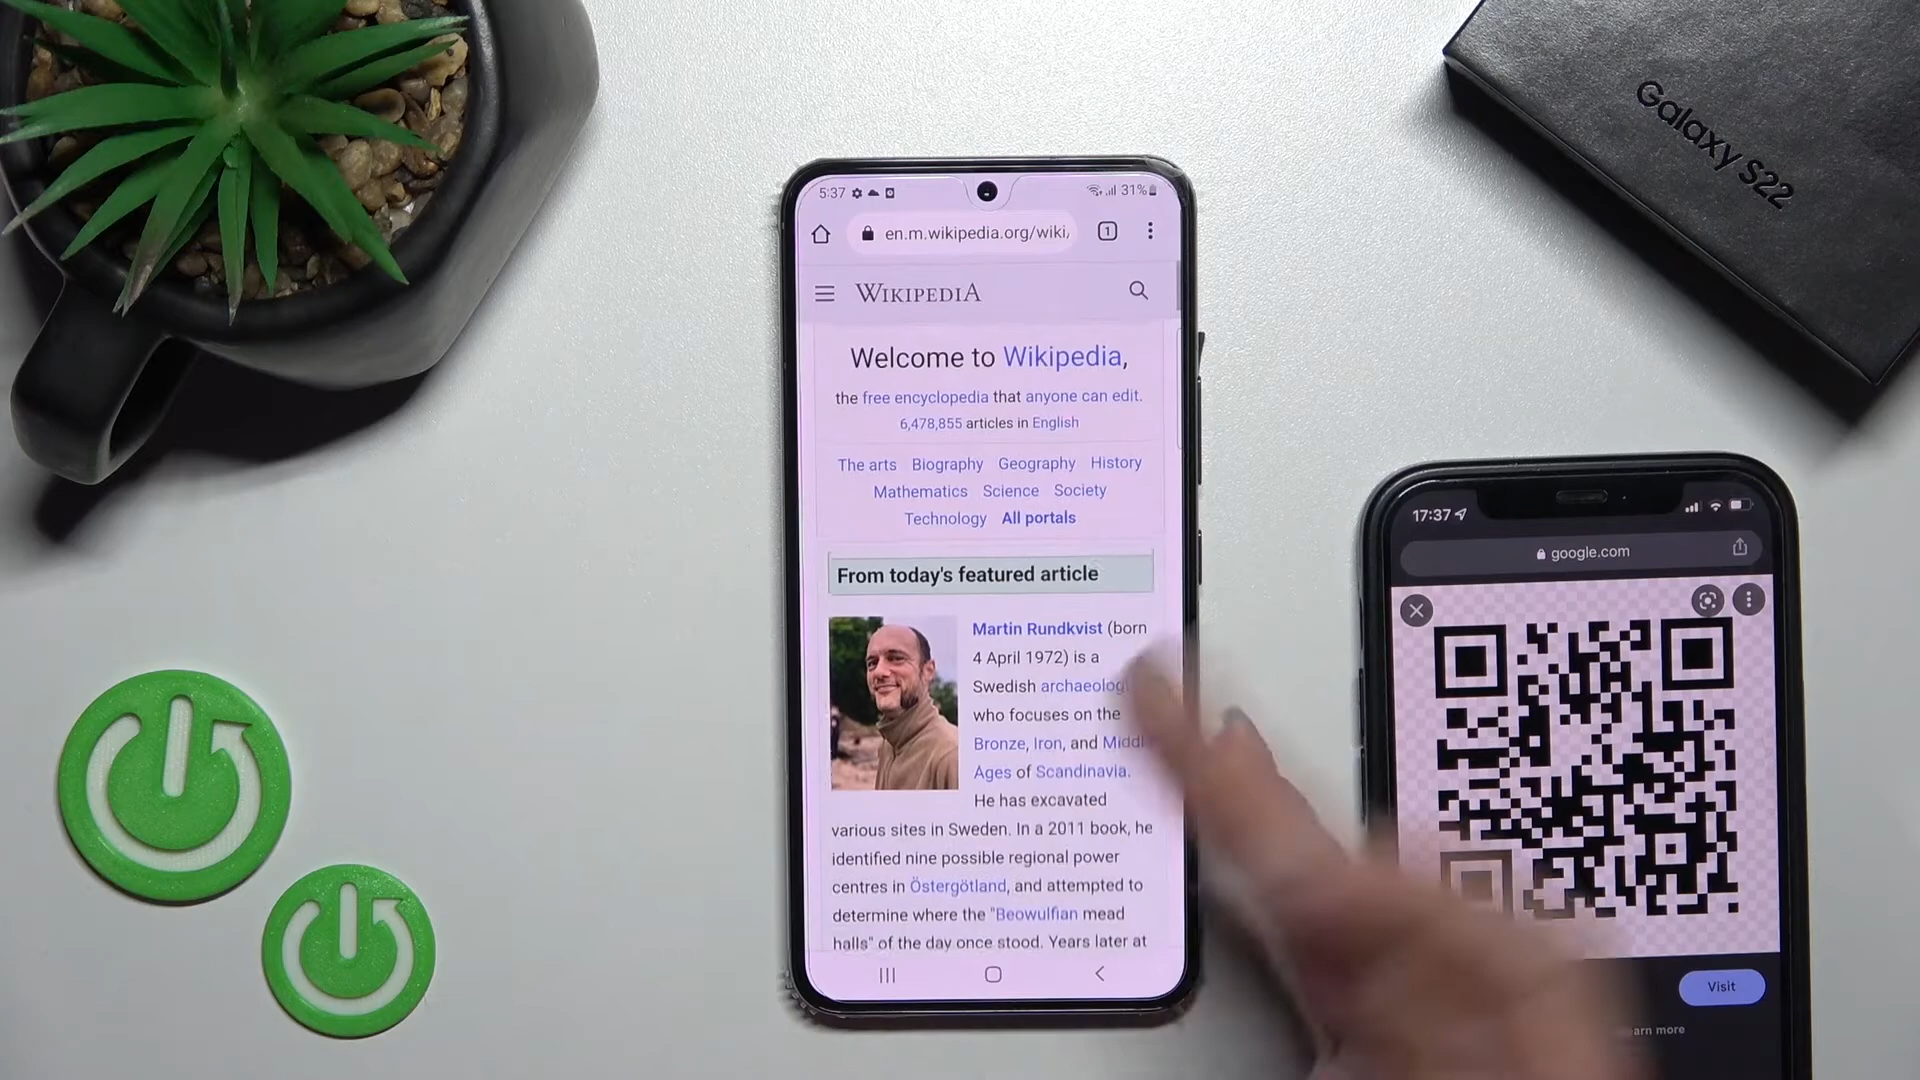 Galaxy S22
5:37
31%
en.m.wikipedia.org/wiki/
1
WIKIPEDIA
Welcome to Wikipedia,
the free encyclopedia that anyone can edit.
6,478,855 articles in English
The arts Biography Geography History
Mathematics Science Society
Technology All portals
From today's featured article
Martin Rundkvist (born
4 April 1972) is a
Swedish archaeolog
who focuses on the
Bronze, Iron, and Middl
Ages of Scandinavia.
He has excavated
various sites in Sweden. In a 2011 book, he
identified nine possible regional power
centres in Östergötland, and attempted to
determine where the "Beowulfian mead
halls" of the day once stood. Years later at
17:37
google.com
Visit
earn more